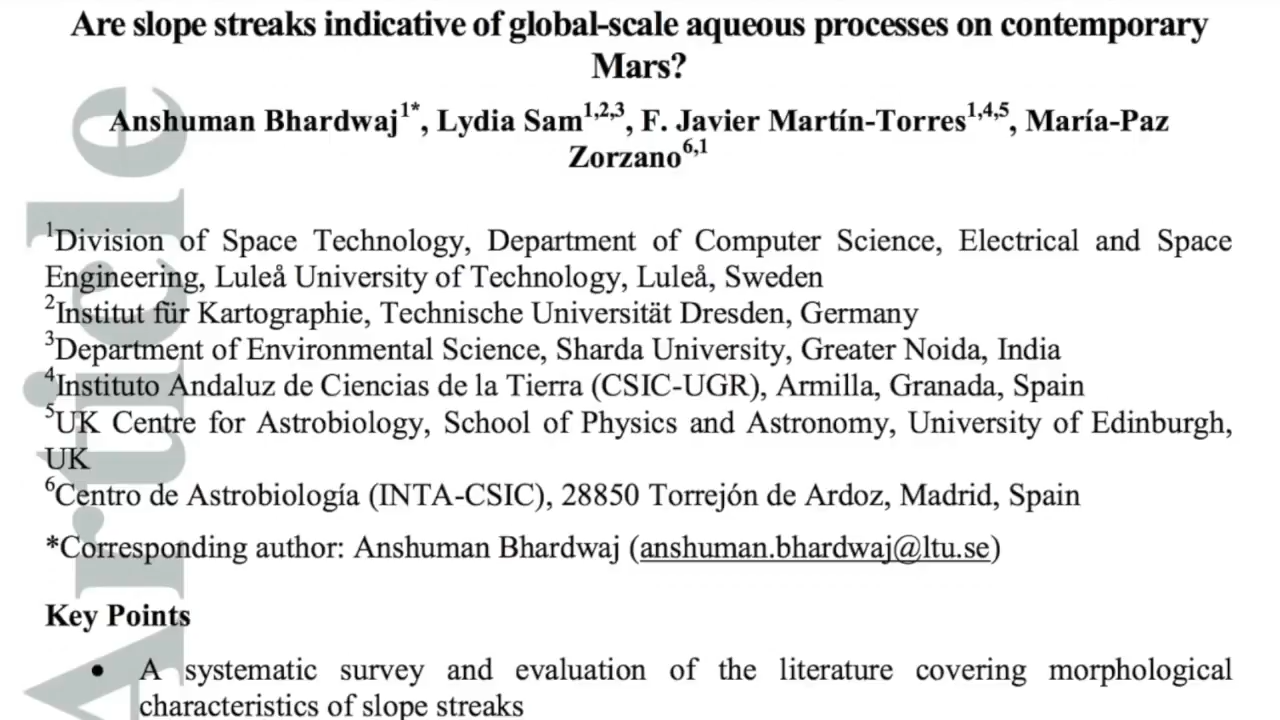 Are slope streaks indicative of global-scale aqueous processes on contemporary
Mars?
Anshuman Bhardwaj1*, Lydia Sam1,2,3, F. Javier Martín-Torres1,4,5, María-Paz
Zorzano6,1
1Division of Space Technology, Department of Computer Science, Electrical and Space
Engineering, Luleå University of Technology, Luleå, Sweden
2Institut für Kartographie, Technische Universität Dresden, Germany
3Department of Environmental Science, Sharda University, Greater Noida, India
4Instituto Andaluz de Ciencias de la Tierra (CSIC-UGR), Armilla, Granada, Spain
5UK Centre for Astrobiology, School of Physics and Astronomy, University of Edinburgh,
UK
6Centro de Astrobiología (INTA-CSIC), 28850 Torrejón de Ardoz, Madrid, Spain
*Corresponding author: Anshuman Bhardwaj (anshuman.bhardwaj@ltu.se)
Key Points
• A systematic survey and evaluation of the literature covering morphological
characteristics of slope streaks
Article